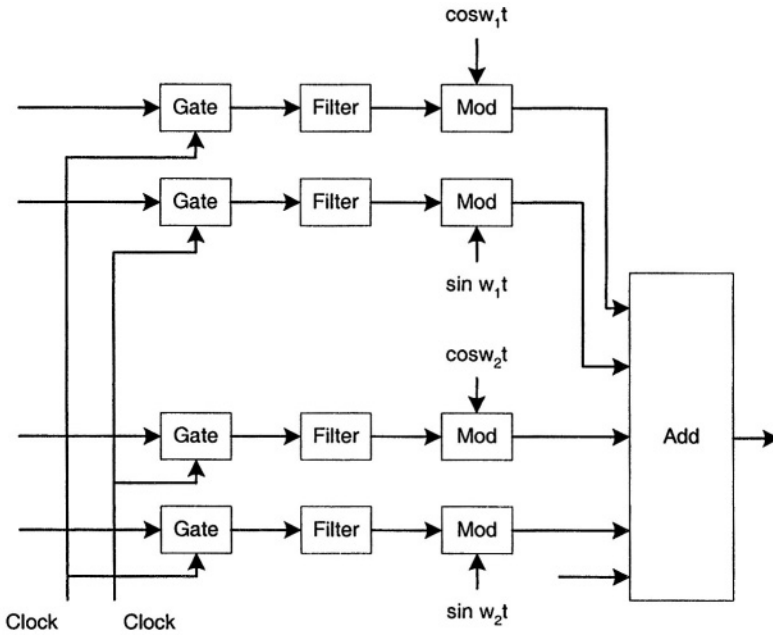 cosw₁t
Gate Filter Mod
Gate Filter Mod
sin w₁t
cosw₂t
Gate Filter Mod
Add
Gate Filter Mod
Clock Clock
sin w₂t